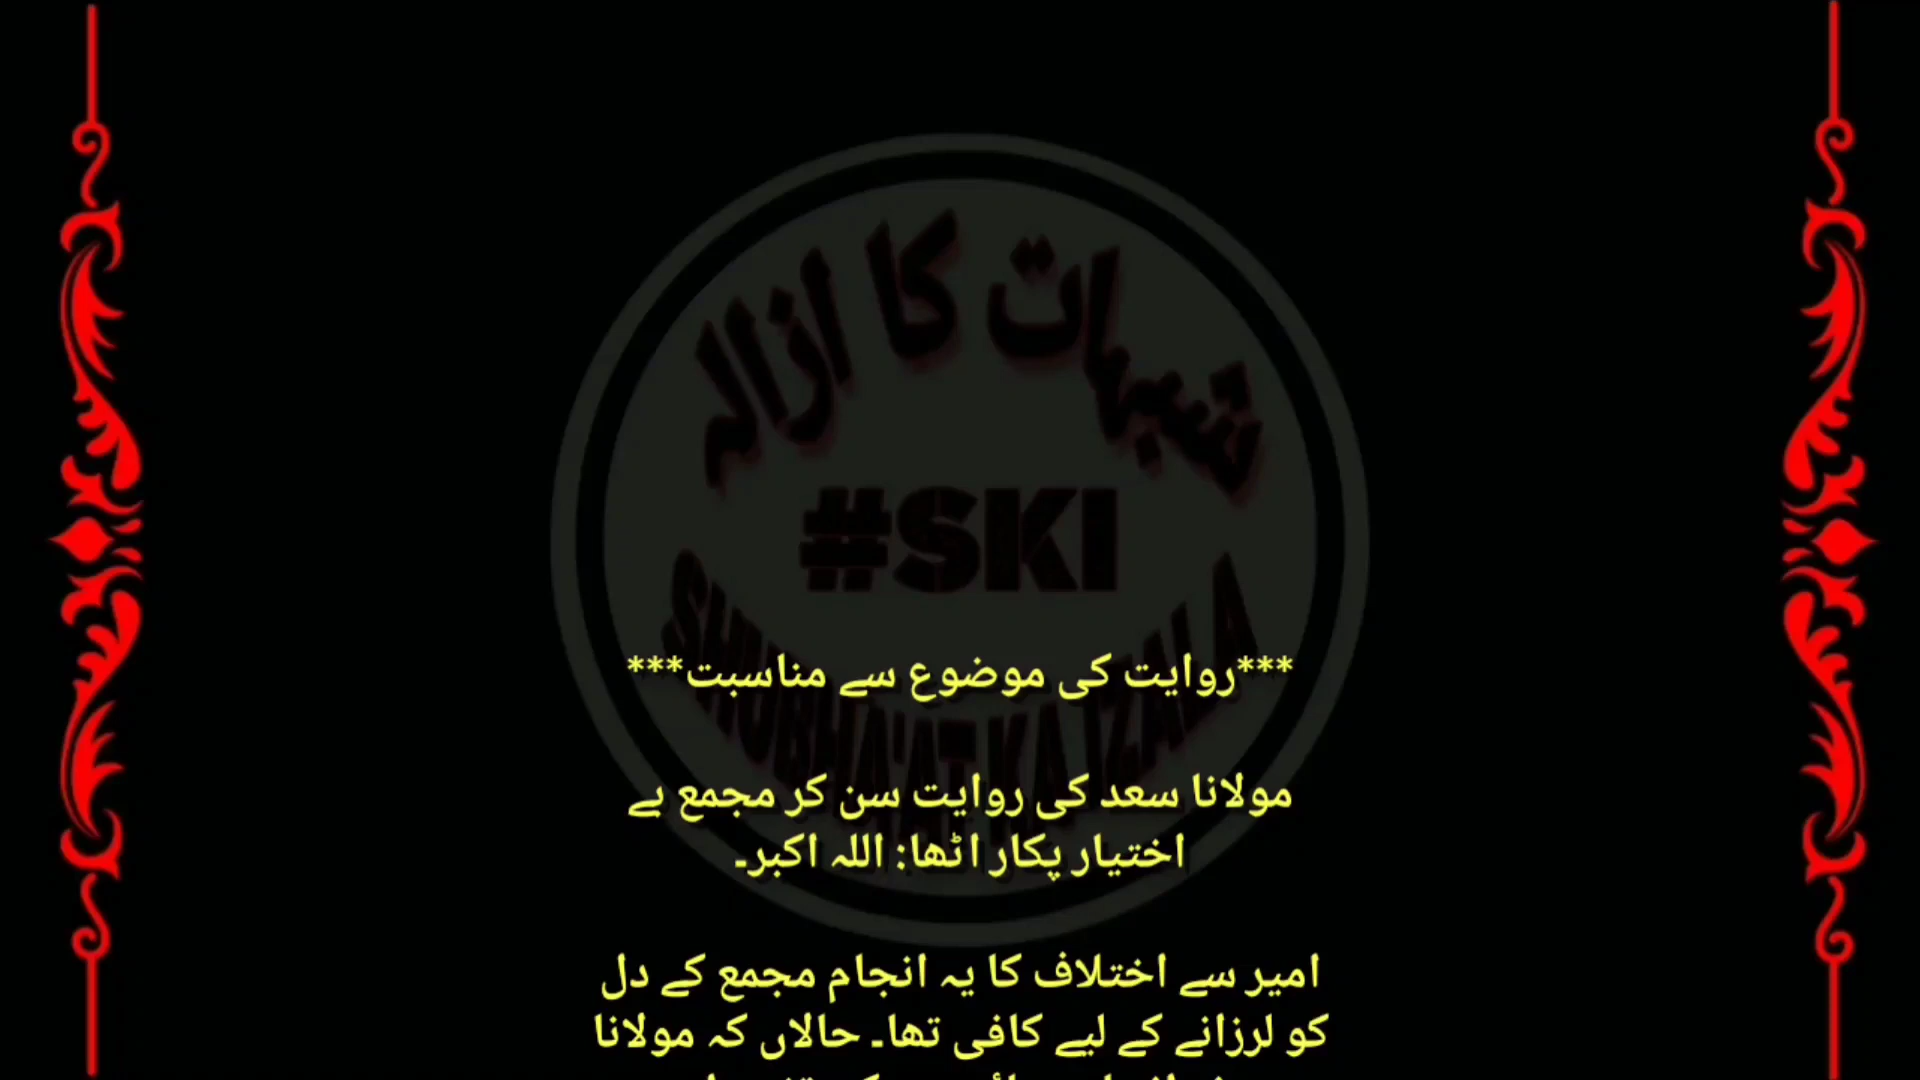 شبہات کا ازالہ
#SKI
SHUBHA'AT KA IZALA
***روایت کی موضوع سے مناسبت***
مولانا سعد کی روایت سن کر مجمع بے
اختیار پکار اٹھا: اللہ اکبر۔
امیر سے اختلاف کا یہ انجام مجمع کے دل
کو لرزانے کے لیے کافی تھا۔ حالاں کہ مولانا